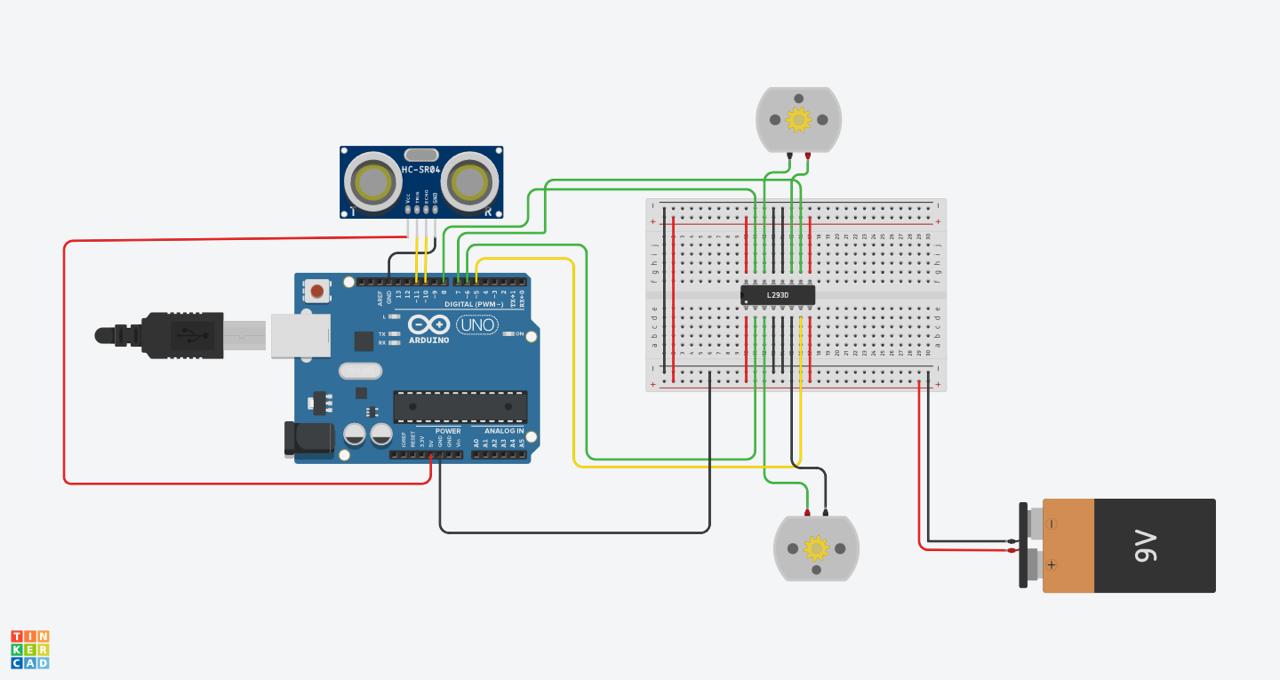 HC-SR04
Vcc TRIG ECHO GND
T R
AREF GND 13 12 ~11 ~10 ~9 8 7 ~6 ~5 4 ~3 2 TX→1 RX←0
DIGITAL (PWM~)
L
TX
RX
ARDUINO
UNO
ON
POWER
ANALOG IN
IOREF RESET 3.3V 5V GND GND Vin A0 A1 A2 A3 A4 A5
L293D
f g h i j
a b c d e
9V
TIN
KER
CAD